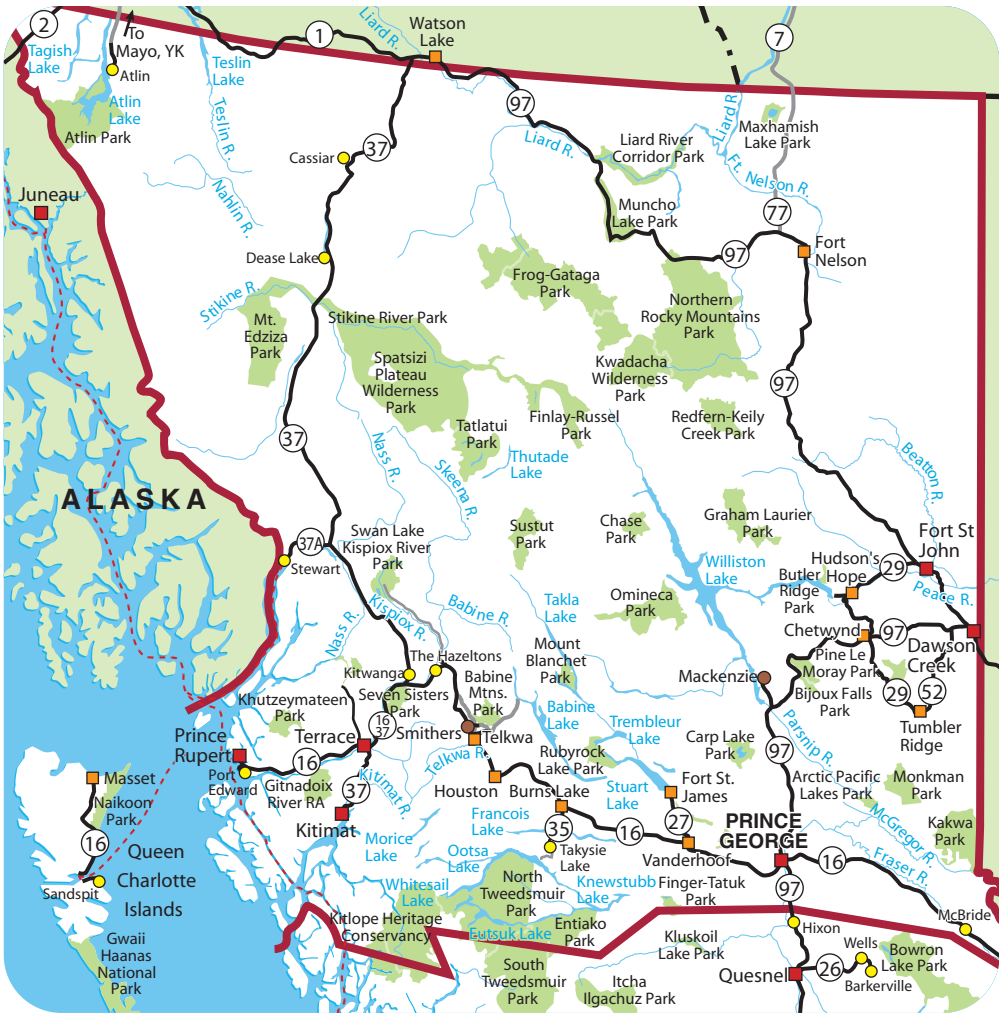 2
To
Mayo, YK
Tagish
Lake
Atlin
Atlin
Lake
Atlin Park
Teslin
Lake
Teslin R.
1
Liard R.
Watson
Lake
97
7
Liard R.
Maxhamish
Lake Park
Liard River
Corridor Park
Liard R.
Ft. Nelson R.
Cassiar
37
Nahlin R.
Juneau
Muncho
Lake Park
77
97
Fort
Nelson
Dease Lake
Frog-Gataga
Park
Stikine R.
Stikine River Park
Mt.
Edziza
Park
Northern
Rocky Mountains
Park
Spatsizi
Plateau
Wilderness
Park
Kwadacha
Wilderness
Park
97
Finlay-Russel
Park
Redfern-Keily
Creek Park
Tatlatui
Park
37
Nass R.
Skeena R.
Thutade
Lake
Beatton R.
ALASKA
Swan Lake
Kispiox River
Park
37A
Stewart
Sustut
Park
Chase
Park
Graham Laurier
Park
Fort St
John
Hudson's
Hope
29
Williston
Lake
Butler
Ridge
Park
Peace R.
Omineca
Park
Takla
Lake
Babine R.
Kispiox R.
Nass R.
Chetwynd
97
Dawson
Creek
Mount
Blanchet
Park
The Hazeltons
Kitwanga
Babine
Mtns.
Park
Seven Sisters
Park
Mackenzie
Pine Le
Moray Park
Bijoux Falls
Park
29
52
Tumbler
Ridge
Khutzeymateen
Park
16
37
Smithers
Telkwa
Babine
Lake
Trembleur
Lake
Parsnip R.
Prince
Rupert
Terrace
Telkwa R.
Rubyrock
Lake Park
Carp Lake
Park
97
Port
Edward
16
Gitnadoix
River RA
37
Kitimat R.
Kitimat
Houston
Burns Lake
Stuart
Lake
Fort St.
James
Arctic Pacific
Lakes Park
Monkman
Park
Masset
Naikoon
Park
16
Francois
Lake
35
16
27
PRINCE
GEORGE
McGregor R.
Kakwa
Park
Morice
Lake
Ootsa
Lake
Takysie
Lake
Vanderhoof
16
Fraser R.
Queen
Charlotte
Islands
Sandspit
Whitesail
Lake
North
Tweedsmuir
Park
Knewstubb
Lake
Finger-Tatuk
Park
97
Kitlope Heritage
Conservancy
Eutsuk Lake
Entiako
Park
Hixon
McBride
Gwaii
Haanas
National
Park
Kluskoil
Lake Park
Wells
Bowron
Lake Park
South
Tweedsmuir
Park
Itcha
Ilgachuz Park
Quesnel
26
Barkerville